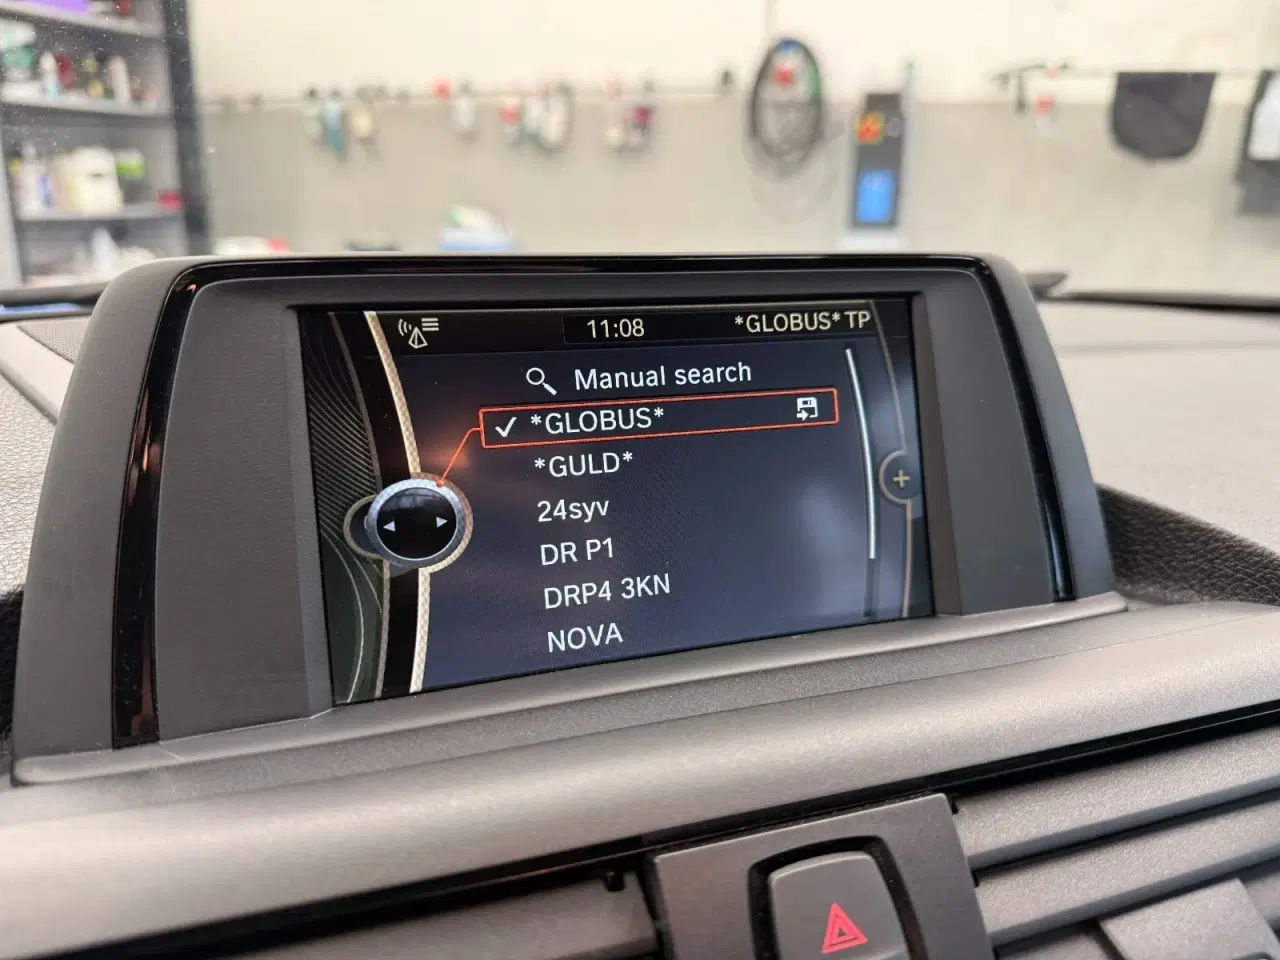 11:08 *GLOBUS* TP
Manual search
*GLOBUS*
*GULD*
24syv
DR P1
DRP4 3KN
NOVA